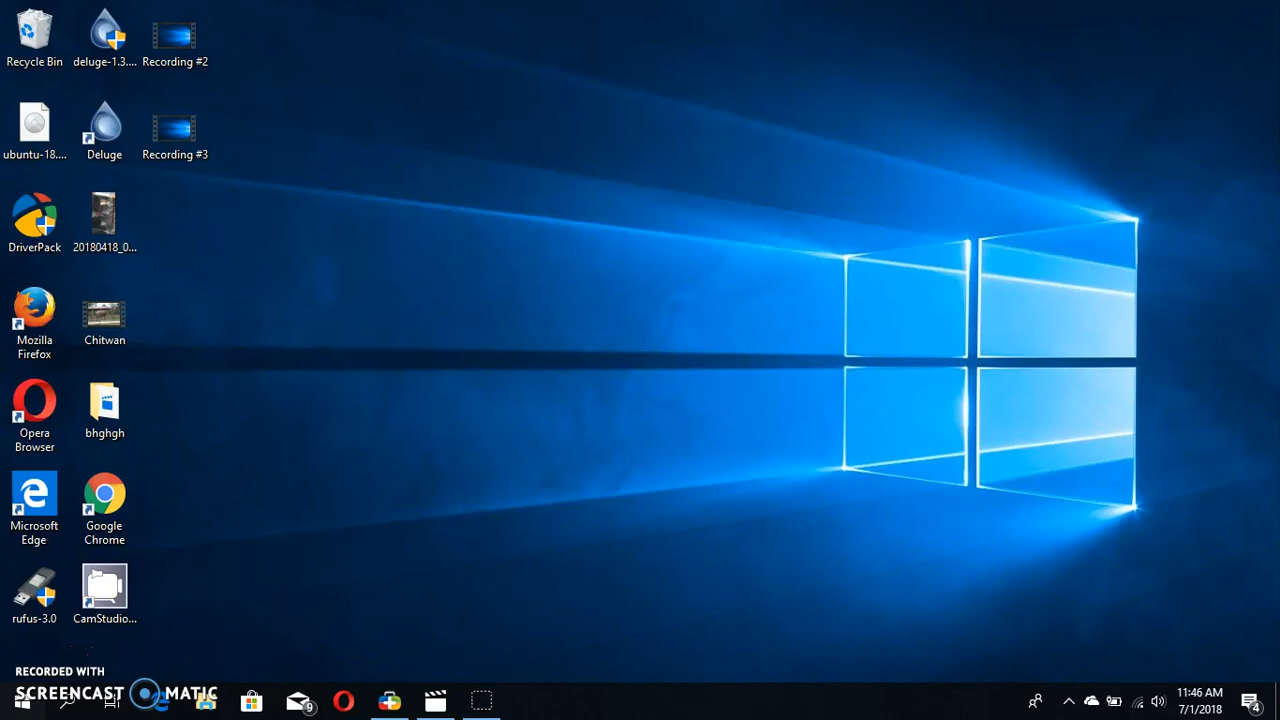 Recycle Bin
deluge-1.3....
Recording #2
ubuntu-18....
Deluge
Recording #3
DriverPack
20180418_0...
Mozilla
Firefox
Chitwan
Opera
Browser
bhghgh
Microsoft
Edge
Google
Chrome
rufus-3.0
CamStudio...
RECORDED WITH
SCREENCAST MATIC
9
11:46 AM
7/1/2018
4